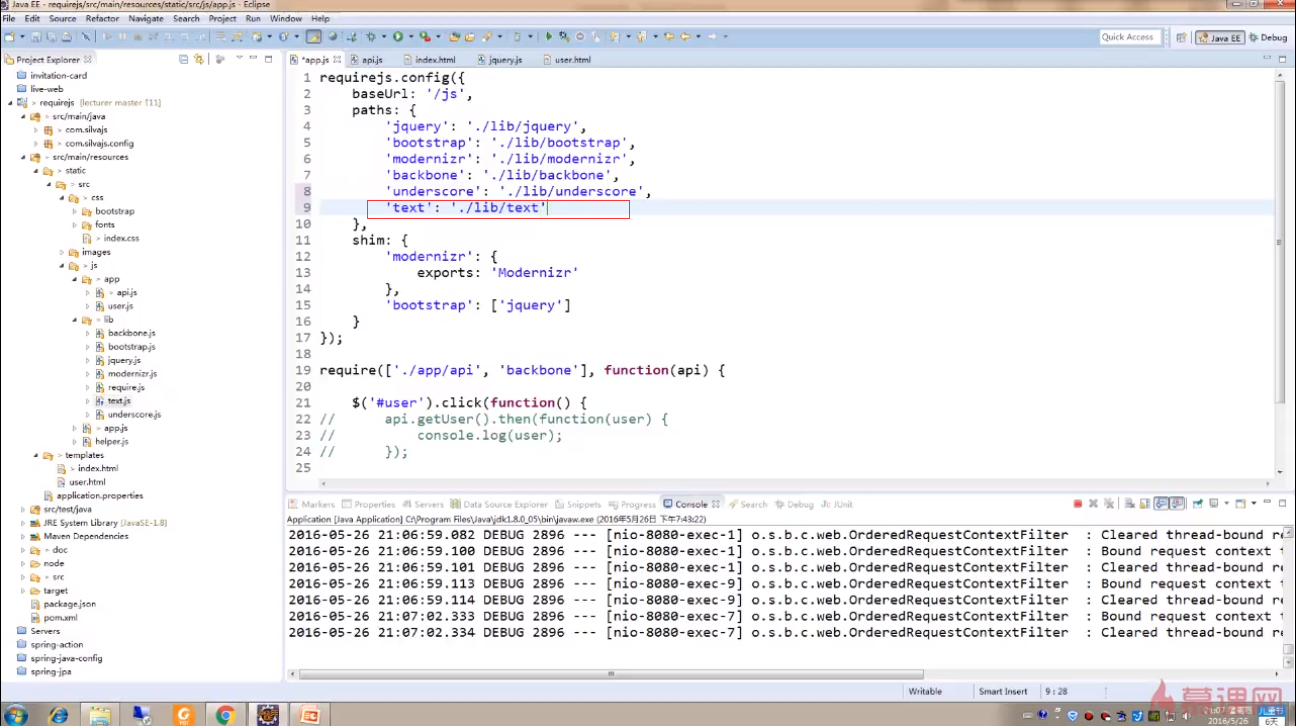 Java EE - requirejs/src/main/resources/static/src/js/app.js - Eclipse
File Edit Source Refactor Navigate Search Project Run Window Help
Quick Access Java EE Debug
Project Explorer
*app.js api.js index.html jquery.js user.html
invitation-card
live-web
> requirejs [lecturer master ↑11]
> src/main/java
> com.silvajs
> com.silvajs.config
> src/main/resources
> static
> src
> css
bootstrap
fonts
> index.css
images
> js
> app
> api.js
user.js
> lib
backbone.js
bootstrap.js
jquery.js
modernizr.js
require.js
text.js
underscore.js
> app.js
helper.js
> templates
> index.html
user.html
application.properties
src/test/java
JRE System Library [JavaSE-1.8]
Maven Dependencies
> doc
node
> src
target
package.json
pom.xml
Servers
spring-action
spring-java-config
spring-jpa
1 requirejs.config({
2 baseUrl: '/js',
3 paths: {
4 'jquery': './lib/jquery',
5 'bootstrap': './lib/bootstrap',
6 'modernizr': './lib/modernizr',
7 'backbone': './lib/backbone',
8 'underscore': './lib/underscore',
9 'text': './lib/text'
10 },
11 shim: {
12 'modernizr': {
13 exports: 'Modernizr'
14 },
15 'bootstrap': ['jquery']
16 }
17 });
18
19 require(['./app/api', 'backbone'], function(api) {
20
21 $('#user').click(function() {
22 // api.getUser().then(function(user) {
23 // console.log(user);
24 // });
25
Markers Properties Servers Data Source Explorer Snippets Progress Console Search Debug JUnit
Application [Java Application] C:\Program Files\Java\jdk1.8.0_05\bin\javaw.exe (2016年5月26日 下午7:43:22)
2016-05-26 21:06:59.082 DEBUG 2896 --- [nio-8080-exec-1] o.s.b.c.web.OrderedRequestContextFilter : Cleared thread-bound re
2016-05-26 21:06:59.100 DEBUG 2896 --- [nio-8080-exec-1] o.s.b.c.web.OrderedRequestContextFilter : Bound request context t
2016-05-26 21:06:59.101 DEBUG 2896 --- [nio-8080-exec-1] o.s.b.c.web.OrderedRequestContextFilter : Cleared thread-bound re
2016-05-26 21:06:59.113 DEBUG 2896 --- [nio-8080-exec-9] o.s.b.c.web.OrderedRequestContextFilter : Bound request context t
2016-05-26 21:06:59.114 DEBUG 2896 --- [nio-8080-exec-9] o.s.b.c.web.OrderedRequestContextFilter : Cleared thread-bound re
2016-05-26 21:07:02.333 DEBUG 2896 --- [nio-8080-exec-7] o.s.b.c.web.OrderedRequestContextFilter : Bound request context t
2016-05-26 21:07:02.334 DEBUG 2896 --- [nio-8080-exec-7] o.s.b.c.web.OrderedRequestContextFilter : Cleared thread-bound re
Writable Smart Insert 9 : 28
慕课网
2016/5/26
6天